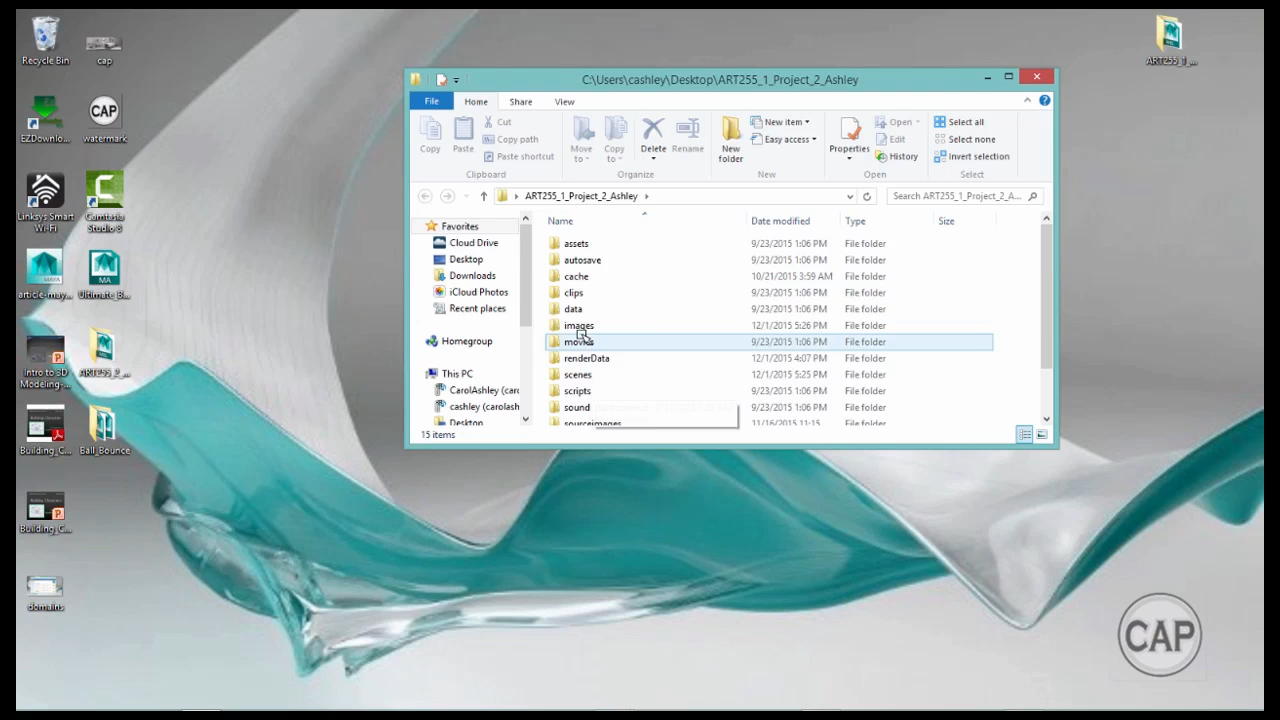 Recycle Bin
cap
EZDownlo...
watermark
Linksys Smart
Wi-Fi
Camtasia
Studio 8
article-may...
Ultimate_B...
Intro to 3D
Modeling-...
ART255_2_...
Building_C...
Ball_Bounce
Building_C...
domains
ART255_1_...
CAP
C:\Users\cashley\Desktop\ART255_1_Project_2_Ashley
File
Home
Share
View
Copy
Paste
Cut
Copy path
Paste shortcut
Clipboard
Move
to
Copy
to
Delete
Rename
Organize
New
folder
New item
Easy access
New
Properties
Open
Edit
History
Open
Select all
Select none
Invert selection
Select
ART255_1_Project_2_Ashley
Search ART255_1_Project_2_A...
Favorites
Cloud Drive
Desktop
Downloads
iCloud Photos
Recent places
Homegroup
This PC
CarolAshley (caro
cashley (carolash
Desktop
Name Date modified Type Size
assets 9/23/2015 1:06 PM File folder
autosave 9/23/2015 1:06 PM File folder
cache 10/21/2015 3:59 AM File folder
clips 9/23/2015 1:06 PM File folder
data 9/23/2015 1:06 PM File folder
images 12/1/2015 5:26 PM File folder
movies 9/23/2015 1:06 PM File folder
renderData 12/1/2015 4:07 PM File folder
scenes 12/1/2015 5:25 PM File folder
scripts 9/23/2015 1:06 PM File folder
sound 9/23/2015 1:06 PM File folder
sourceimages 11/16/2015 11:15 File folder
15 items
CAP